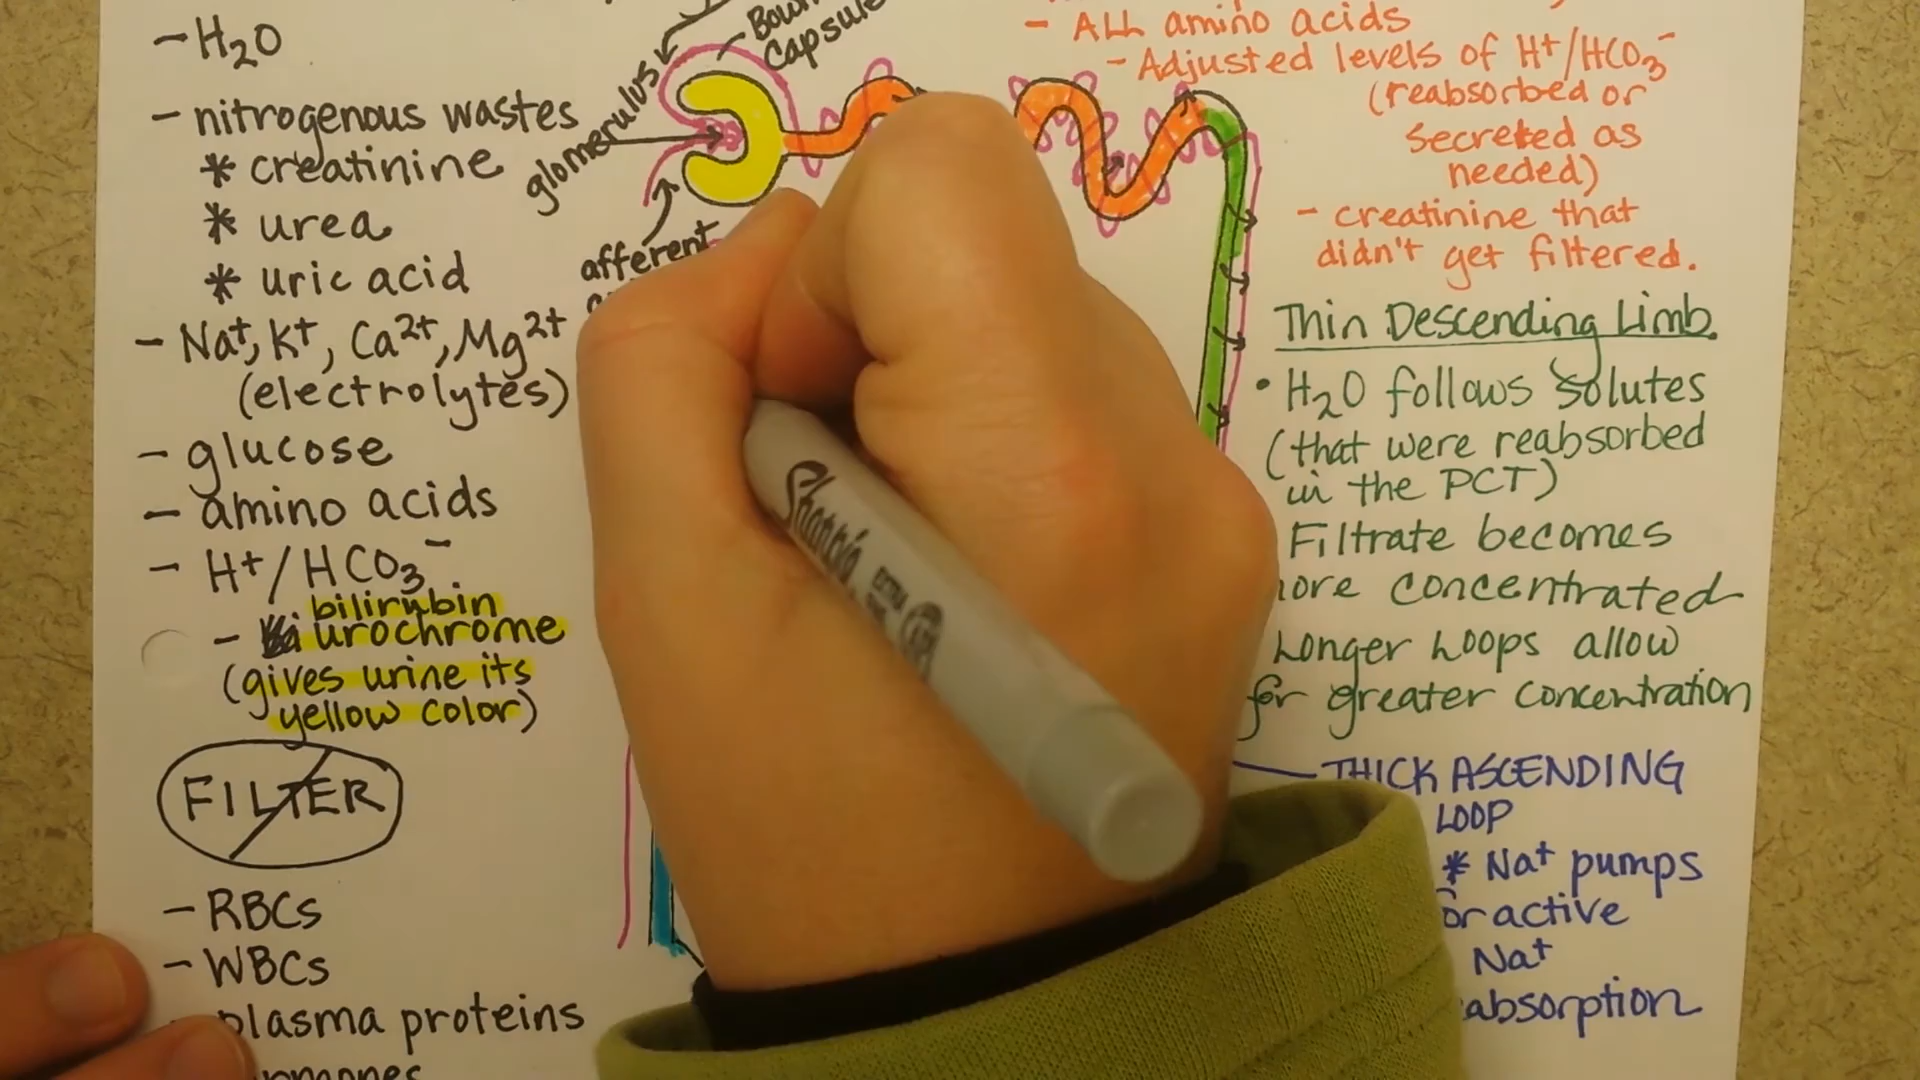 - H2O
- nitrogenous wastes
* creatinine
* urea
* uric acid
- Na+, K+, Ca2+, Mg2+
(electrolytes)
- glucose
- amino acids
- H+/HCO3-
bilirubin
- urochrome
(gives urine its
yellow color)
FILTER
- RBCs
- WBCs
plasma proteins
Capsule
glomerulus
afferent
- ALL amino acids
- Adjusted levels of H+/HCO3-
(reabsorbed or
secreted as
needed)
- creatinine that
didn't get filtered.
Thin Descending Limb
• H2O follows solutes
(that were reabsorbed
in the PCT)
Filtrate becomes
concentrated
Longer Loops allow
for greater concentration
THICK ASCENDING
LOOP
* Na+ pumps
active
Na+
absorption
Sharpie
EXTRA